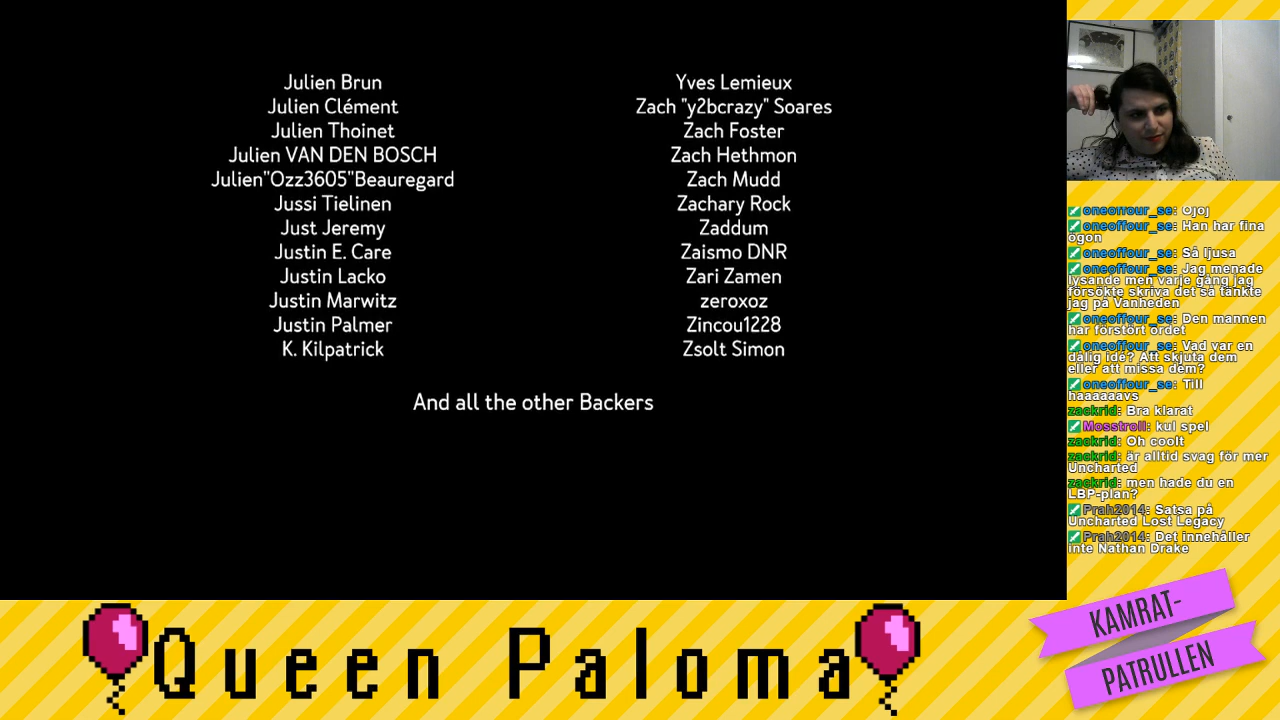 Julien Brun
Julien Clément
Julien Thoinet
Julien VAN DEN BOSCH
Julien"Ozz3605"Beauregard
Jussi Tielinen
Just Jeremy
Justin E. Care
Justin Lacko
Justin Marwitz
Justin Palmer
K. Kilpatrick
Yves Lemieux
Zach "y2bcrazy" Soares
Zach Foster
Zach Hethmon
Zach Mudd
Zachary Rock
Zaddum
Zaismo DNR
Zari Zamen
zeroxoz
Zincou1228
Zsolt Simon
And all the other Backers
oneoffour_se: Ojoj
oneoffour_se: Han har fina
ögon
oneoffour_se: Så ljusa
oneoffour_se: Jag menade
lysande men varje gång jag
försökte skriva det så tänkte
jag på Vanheden
oneoffour_se: Den mannen
har förstört ordet
oneoffour_se: Vad var en
dålig idé? Att skjuta dem
eller att missa dem?
oneoffour_se: Till
haaaaaavs
zackrid: Bra klarat
Mosstroll: kul spel
zackrid: Oh coolt
zackrid: är alltid svag för mer
Uncharted
zackrid: men hade du en
LBP-plan?
Prah2014: Satsa på
Uncharted Lost Legacy
Prah2014: Det innehåller
inte Nathan Drake
Queen Paloma
KAMRAT-
PATRULLEN